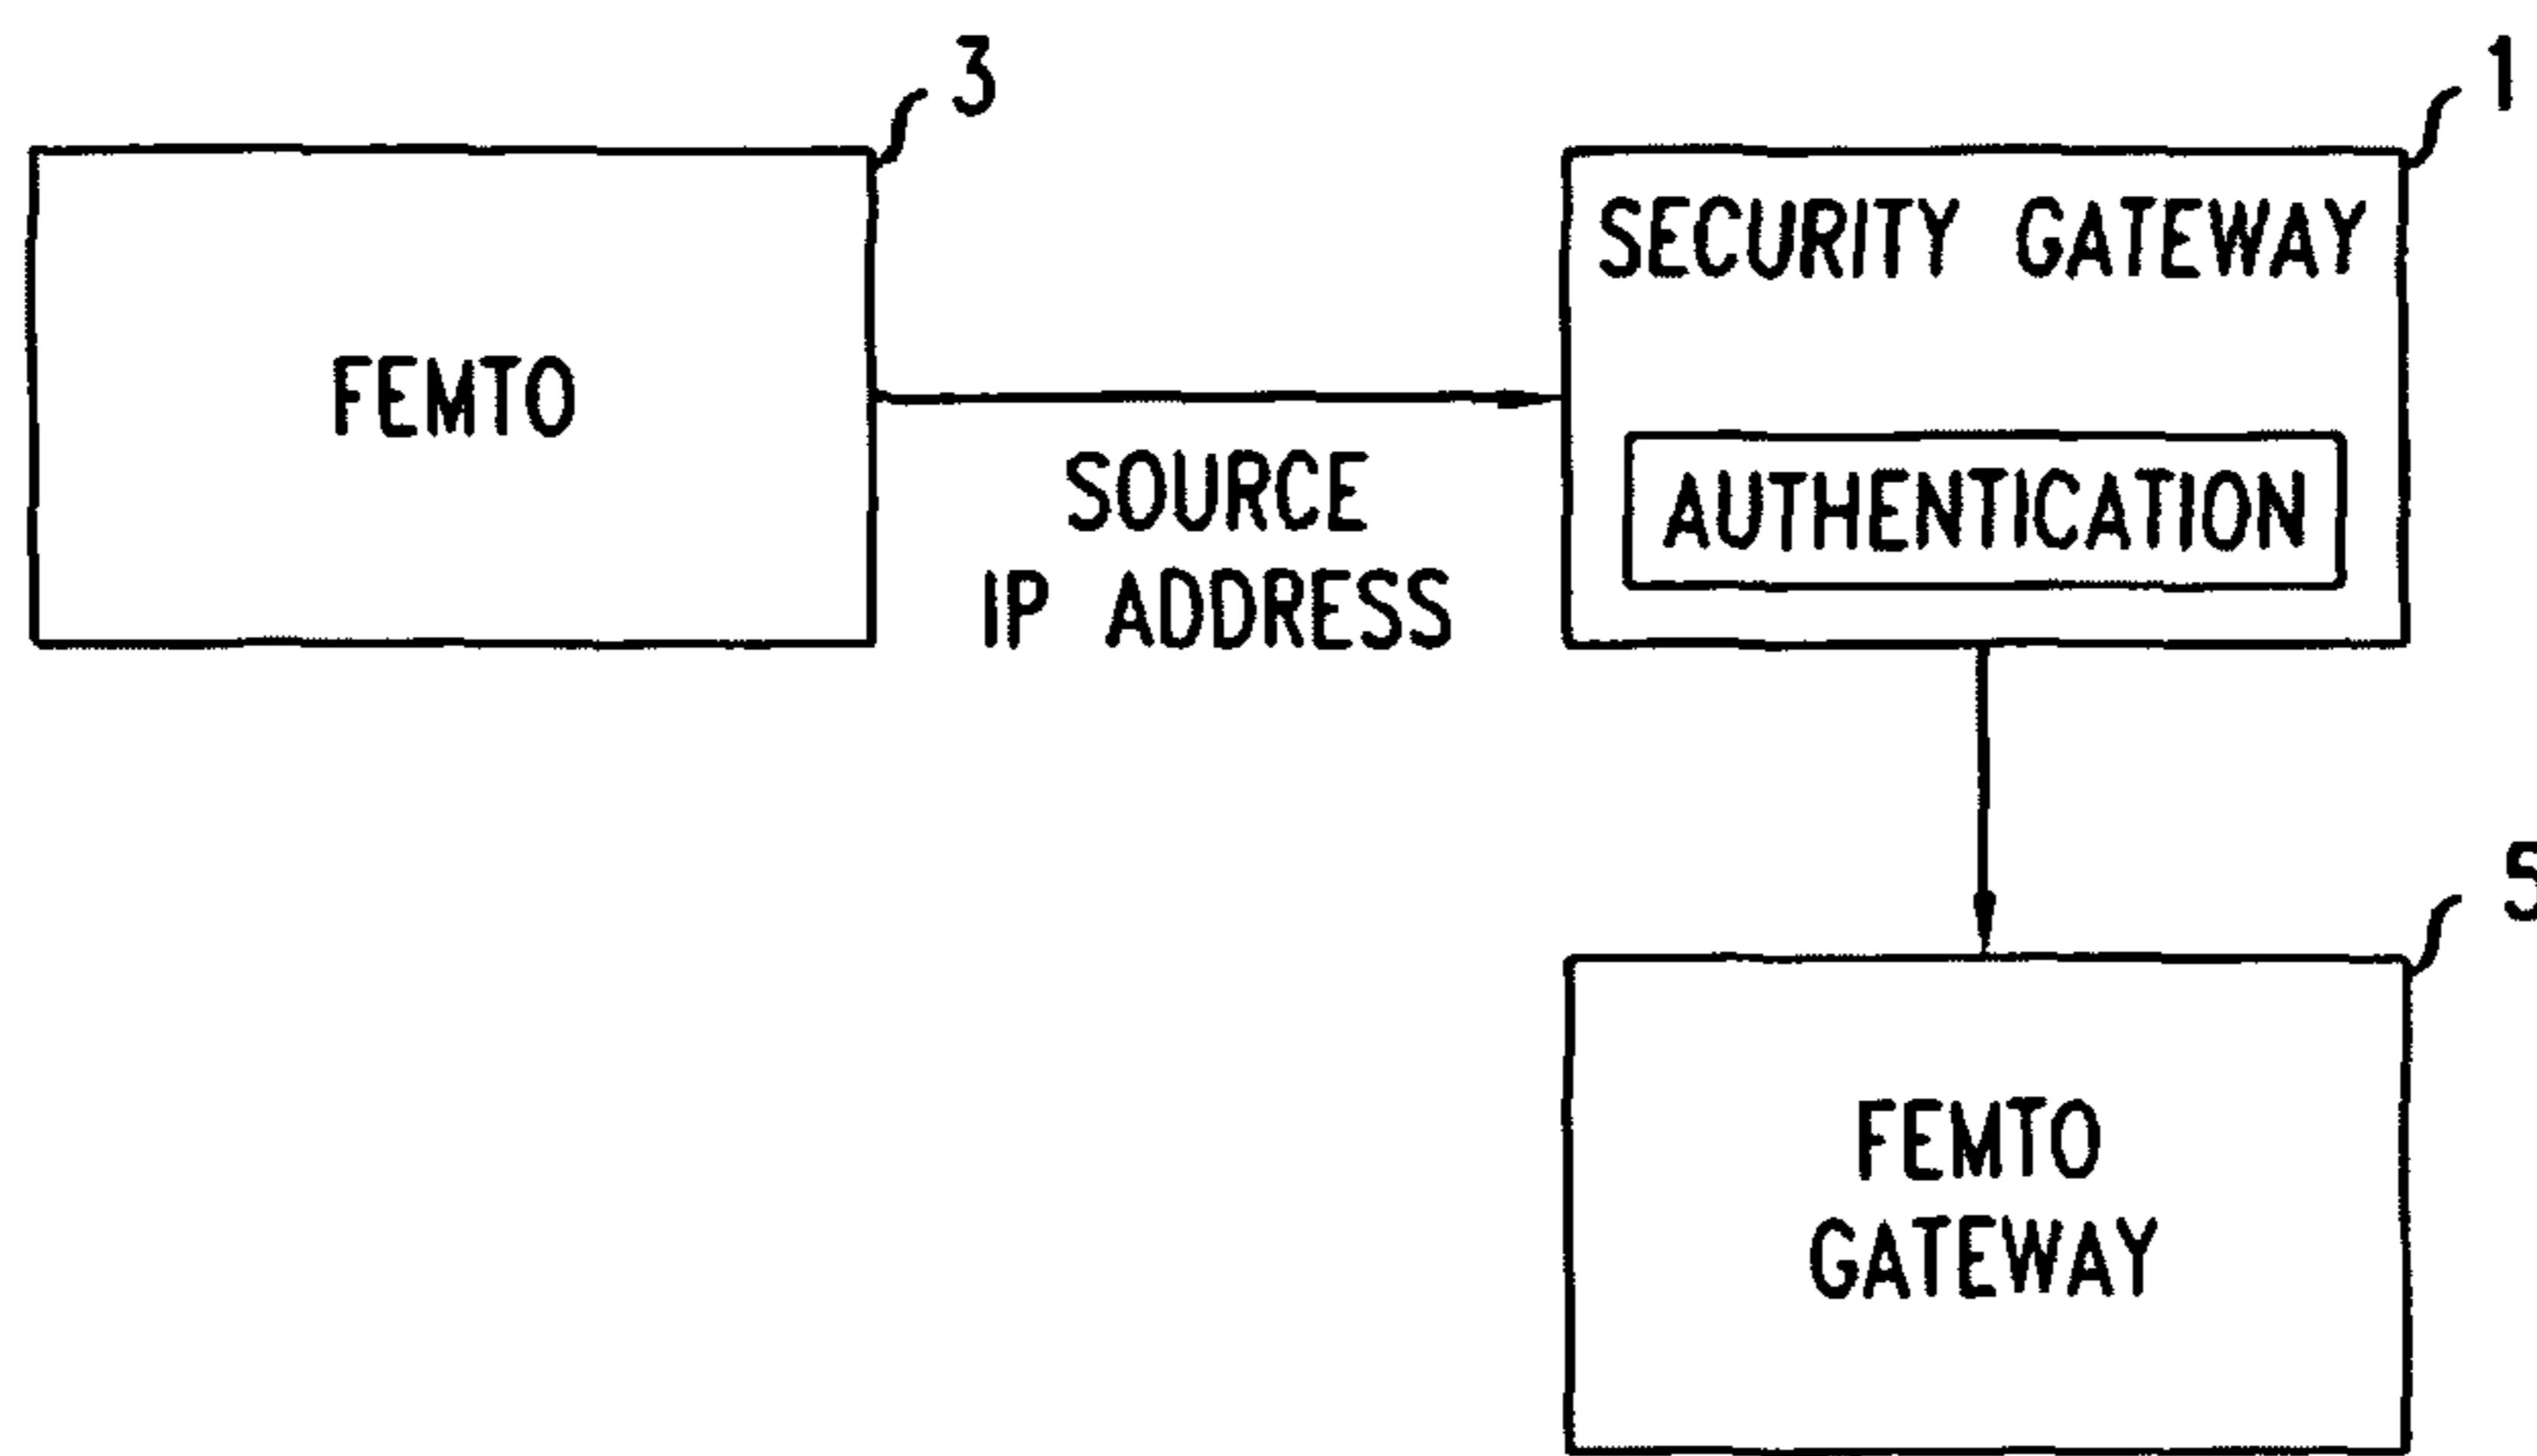 3
1
FEMTO
SECURITY GATEWAY
AUTHENTICATION
SOURCE
IP ADDRESS
5
FEMTO
GATEWAY